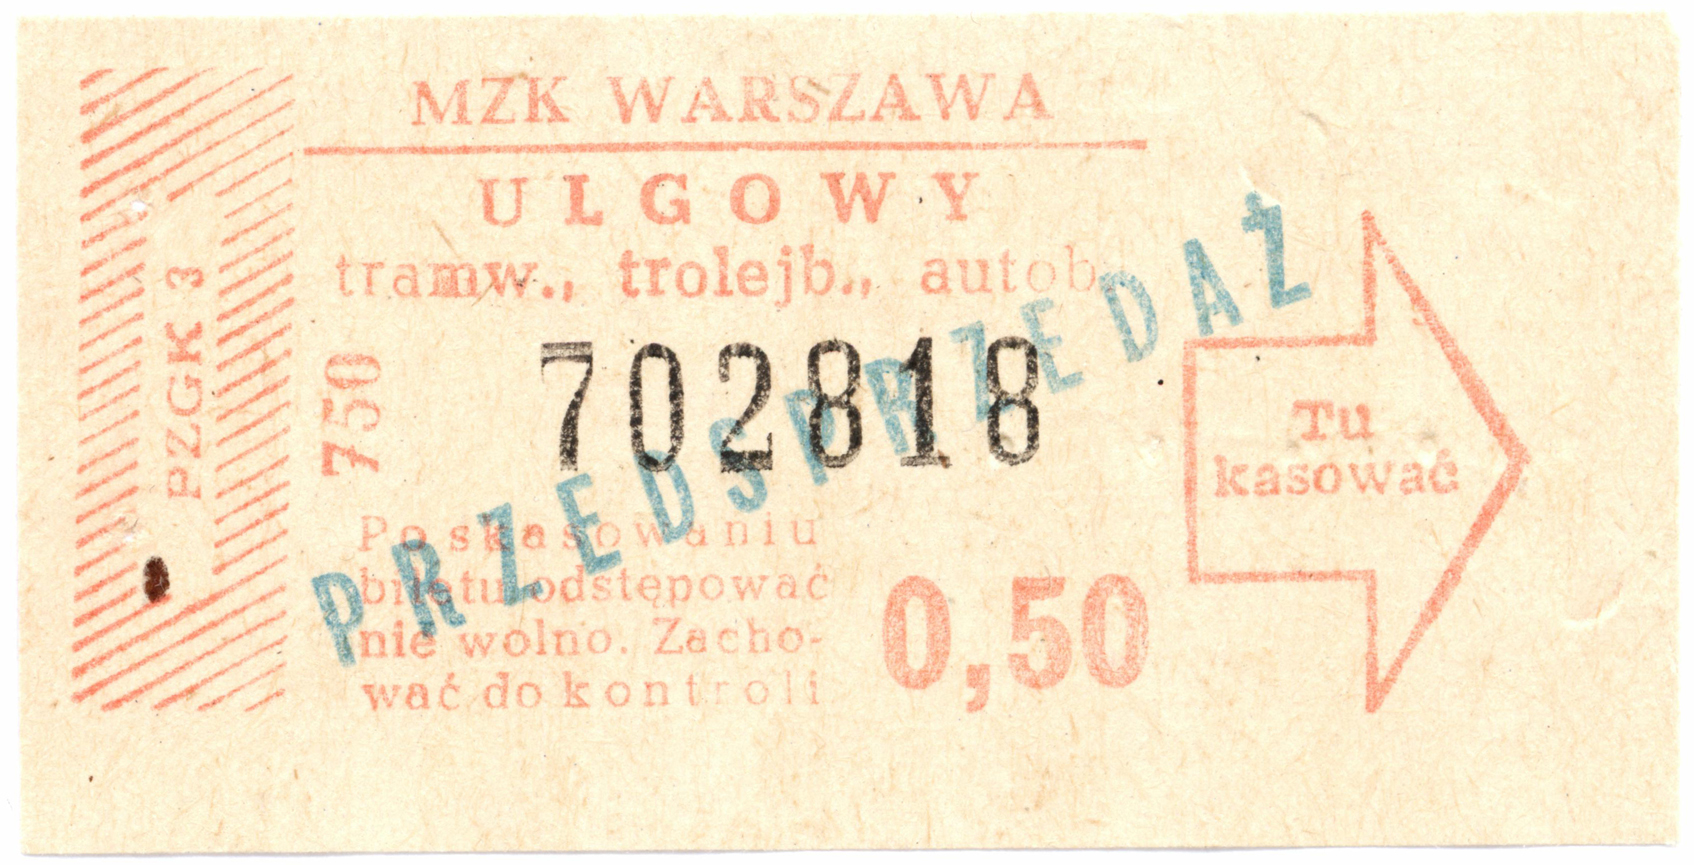 MZK WARSZAWA
ULGOWY
tramw., trolejb., autob.
PZGK 3
750
702818
PRZEDSPRZEDAŻ
Tu
kasować
Po skasowaniu
biletu odstępować
nie wolno. Zacho-
wać do kontroli
0,50